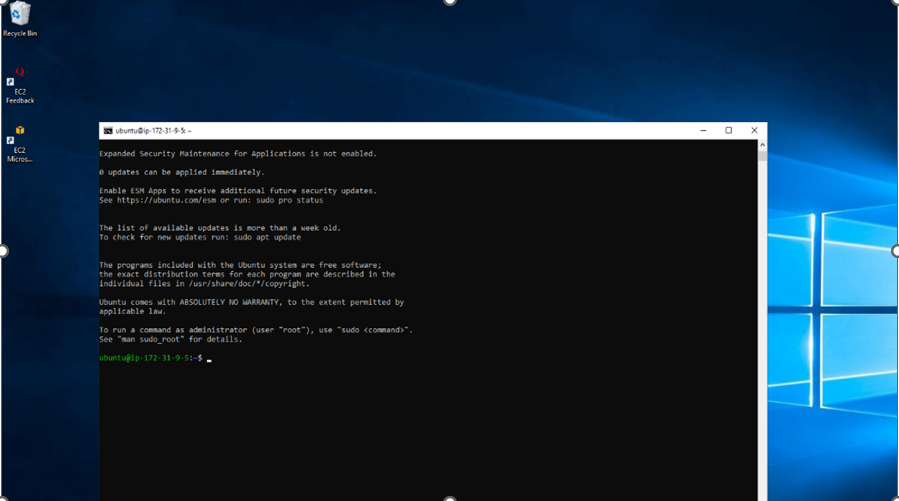 Recycle Bin
EC2
Feedback
EC2
Micros...
ubuntu@ip-172-31-9-5: ~
Expanded Security Maintenance for Applications is not enabled.
0 updates can be applied immediately.
Enable ESM Apps to receive additional future security updates.
See https://ubuntu.com/esm or run: sudo pro status
The list of available updates is more than a week old.
To check for new updates run: sudo apt update
The programs included with the Ubuntu system are free software;
the exact distribution terms for each program are described in the
individual files in /usr/share/doc/*/copyright.
Ubuntu comes with ABSOLUTELY NO WARRANTY, to the extent permitted by
applicable law.
To run a command as administrator (user "root"), use "sudo <command>".
See "man sudo_root" for details.
ubuntu@ip-172-31-9-5:~$